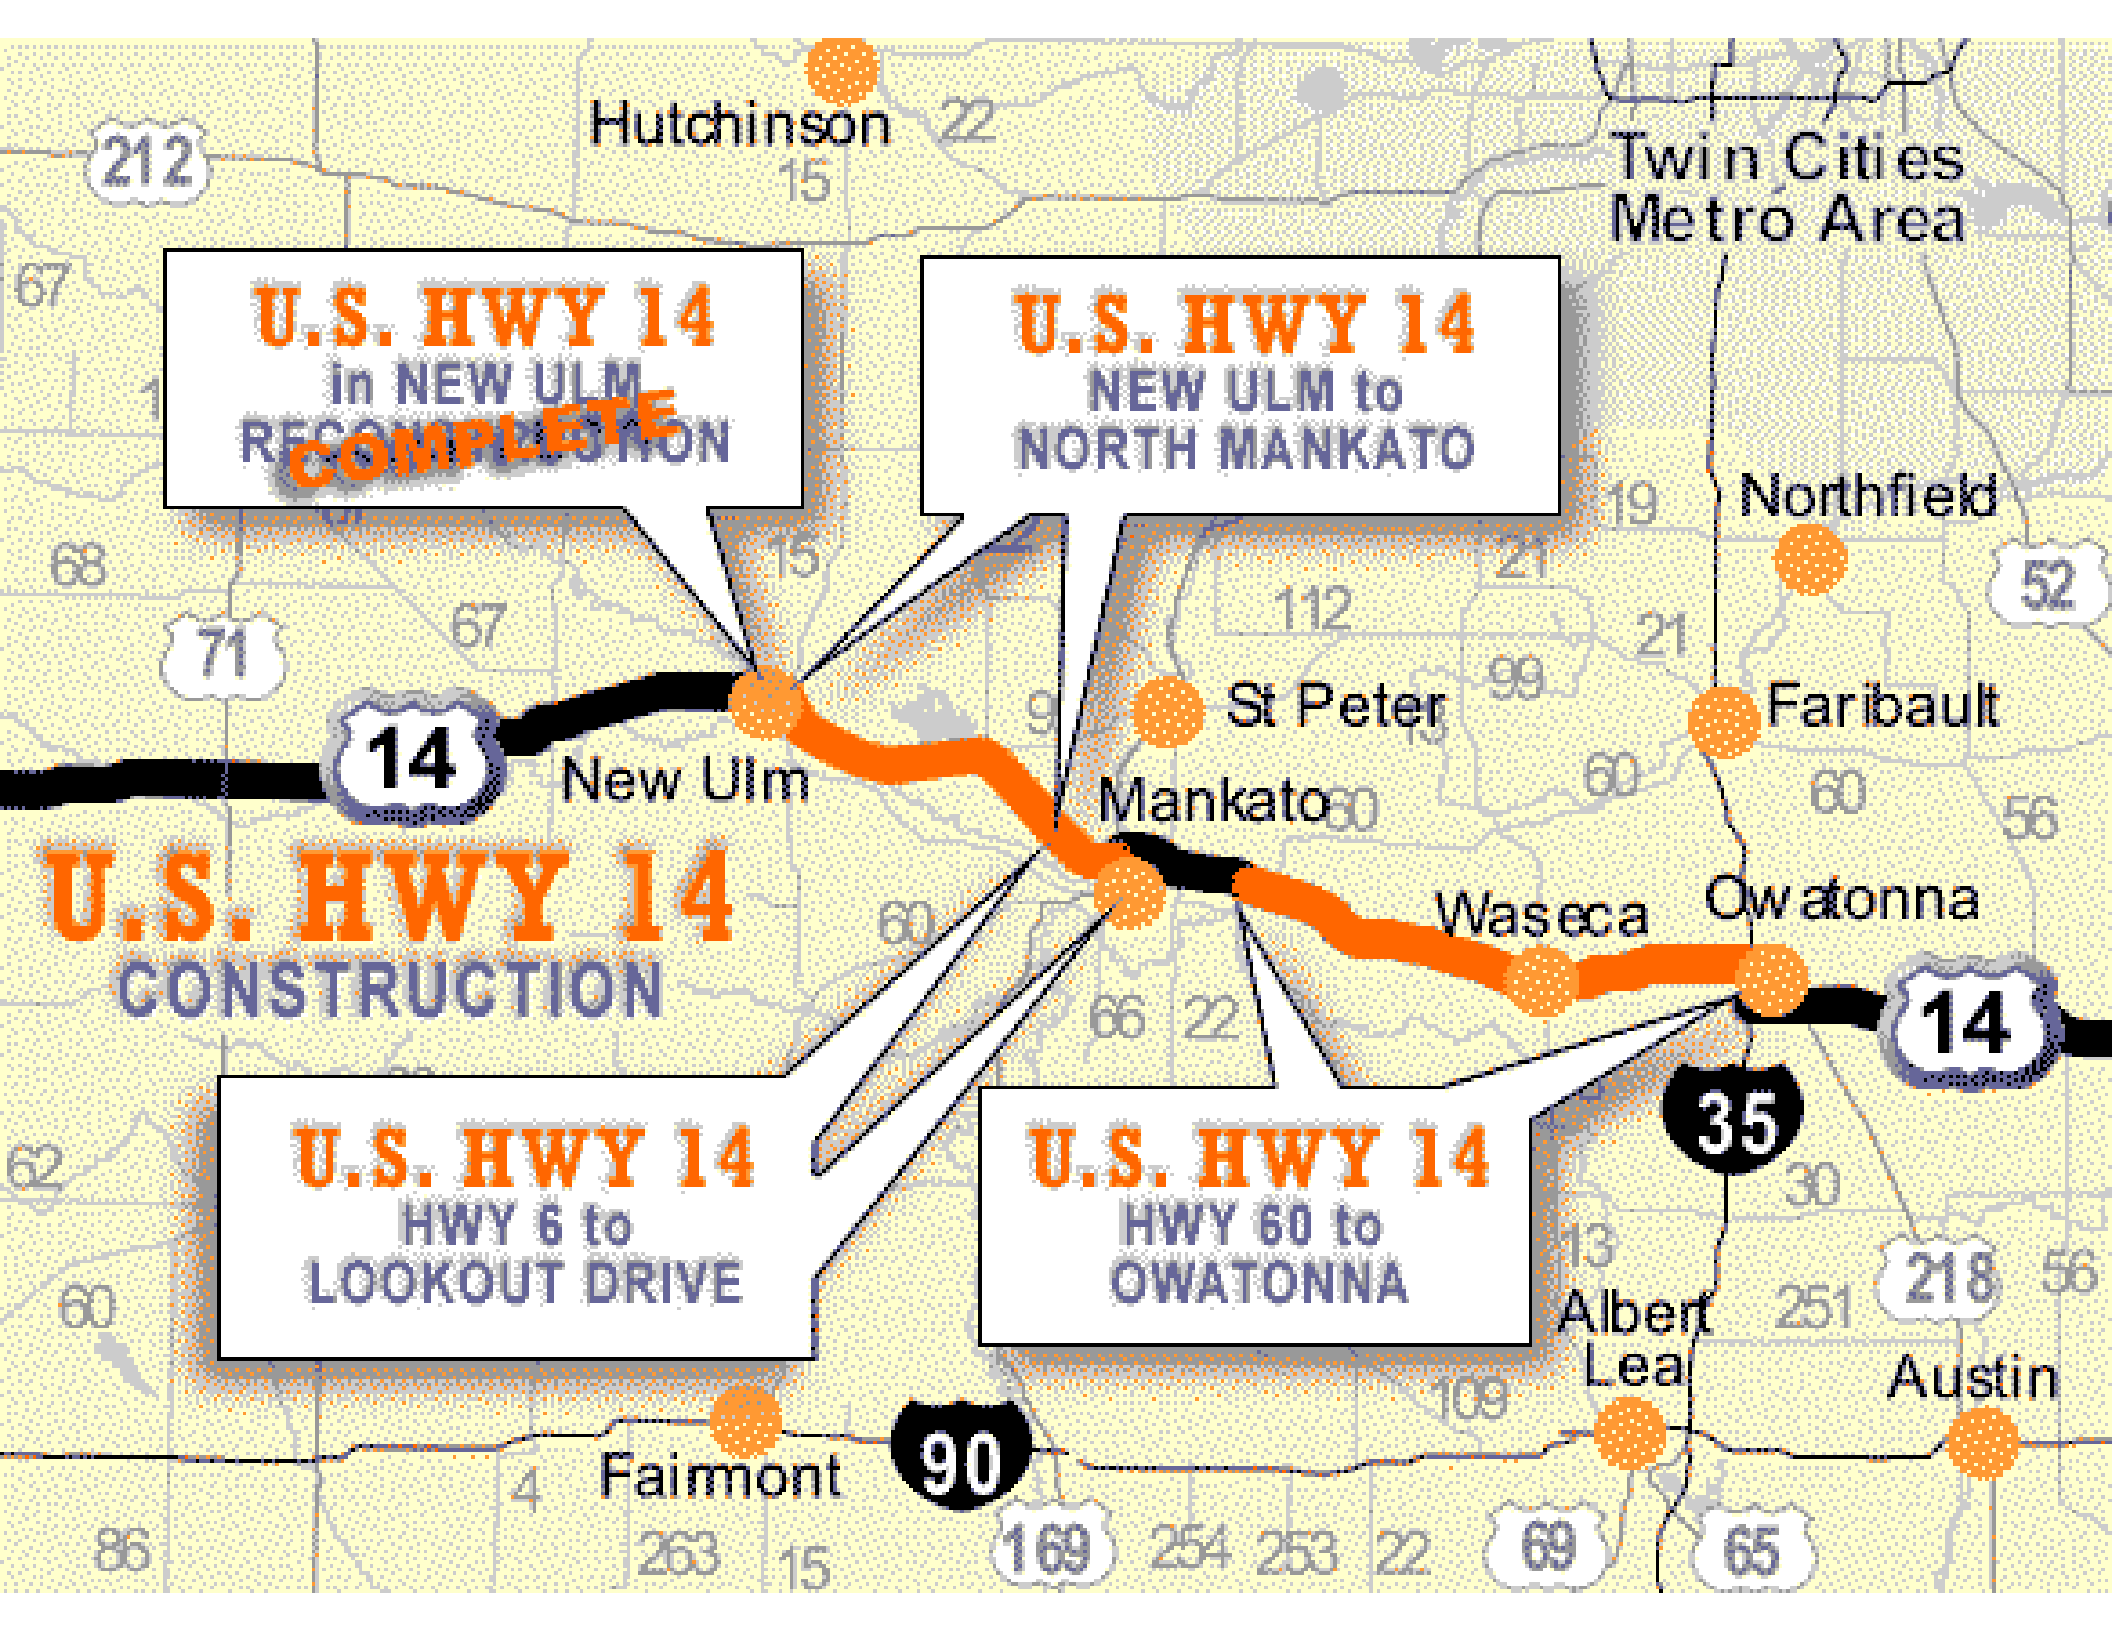 Hutchinson
22
Twin Cities
Metro Area
212
15
67
U.S. HWY 14
in NEW ULM
COMPLETE
U.S. HWY 14
NEW ULM to
NORTH MANKATO
Northfield
19
68
15
21
52
112
67
71
21
99
9
St Peter
Faribault
14
New Ulm
Mankato
60
60
60
56
U.S. HWY 14
CONSTRUCTION
60
Waseca
Owatonna
66
22
14
35
U.S. HWY 14
HWY 6 to
LOOKOUT DRIVE
U.S. HWY 14
HWY 60 to
OWATONNA
62
30
13
218
56
60
251
Albert
Lea
Austin
109
Fairmont
90
4
86
263
15
169
254
253
22
69
65